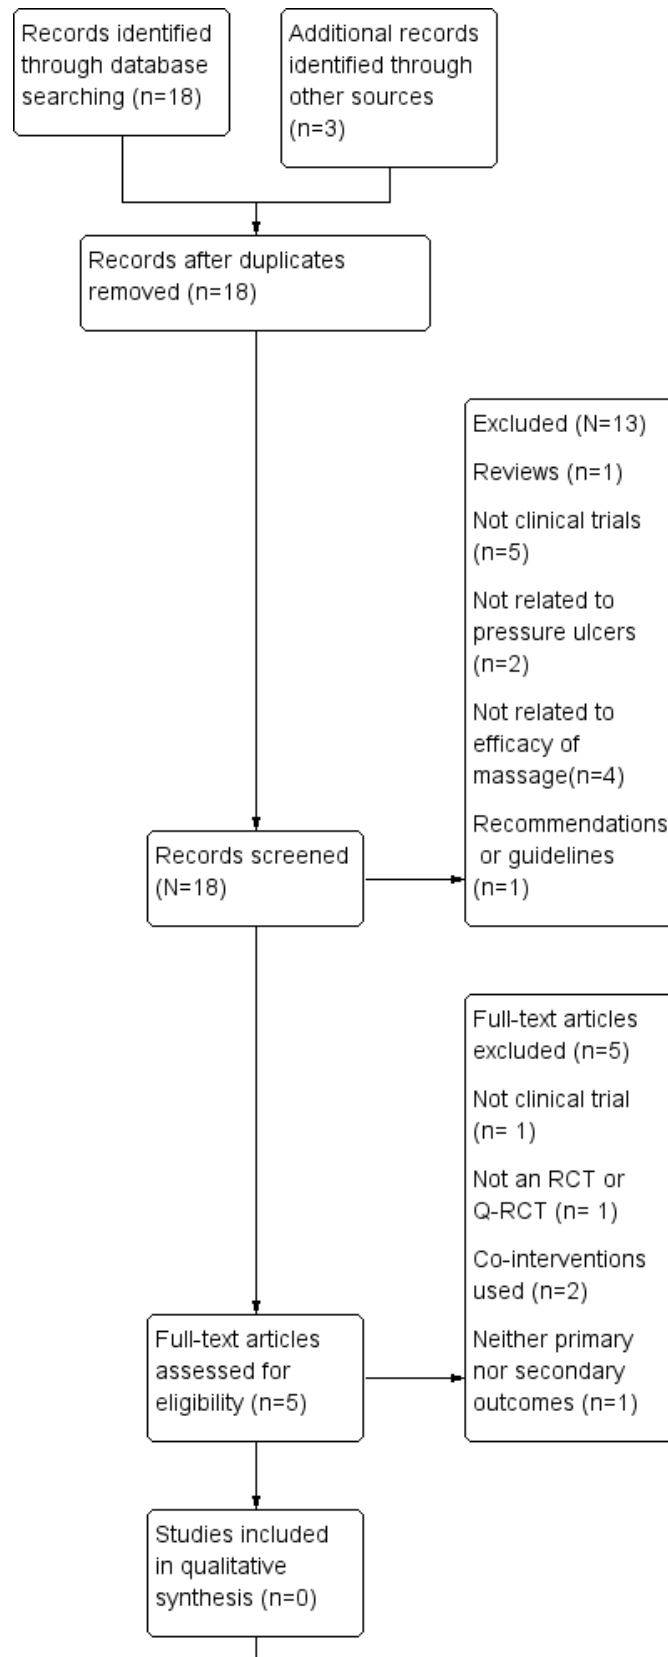 Records identified
through database
searching (n=18)
Additional records
identified through
other sources
(n=3)
Records after duplicates
removed (n=18)
Excluded (N=13)
Reviews (n=1)
Not clinical trials
(n=5)
Not related to
pressure ulcers
(n=2)
Not related to
efficacy of
massage(n=4)
Recommendations
or guidelines
(n=1)
Records screened
(N=18)
Full-text articles
excluded (n=5)
Not clinical trial
(n= 1)
Not an RCT or
Q-RCT (n= 1)
Co-interventions
used (n=2)
Neither primary
nor secondary
outcomes (n=1)
Full-text articles
assessed for
eligibility (n=5)
Studies included
in qualitative
synthesis (n=0)